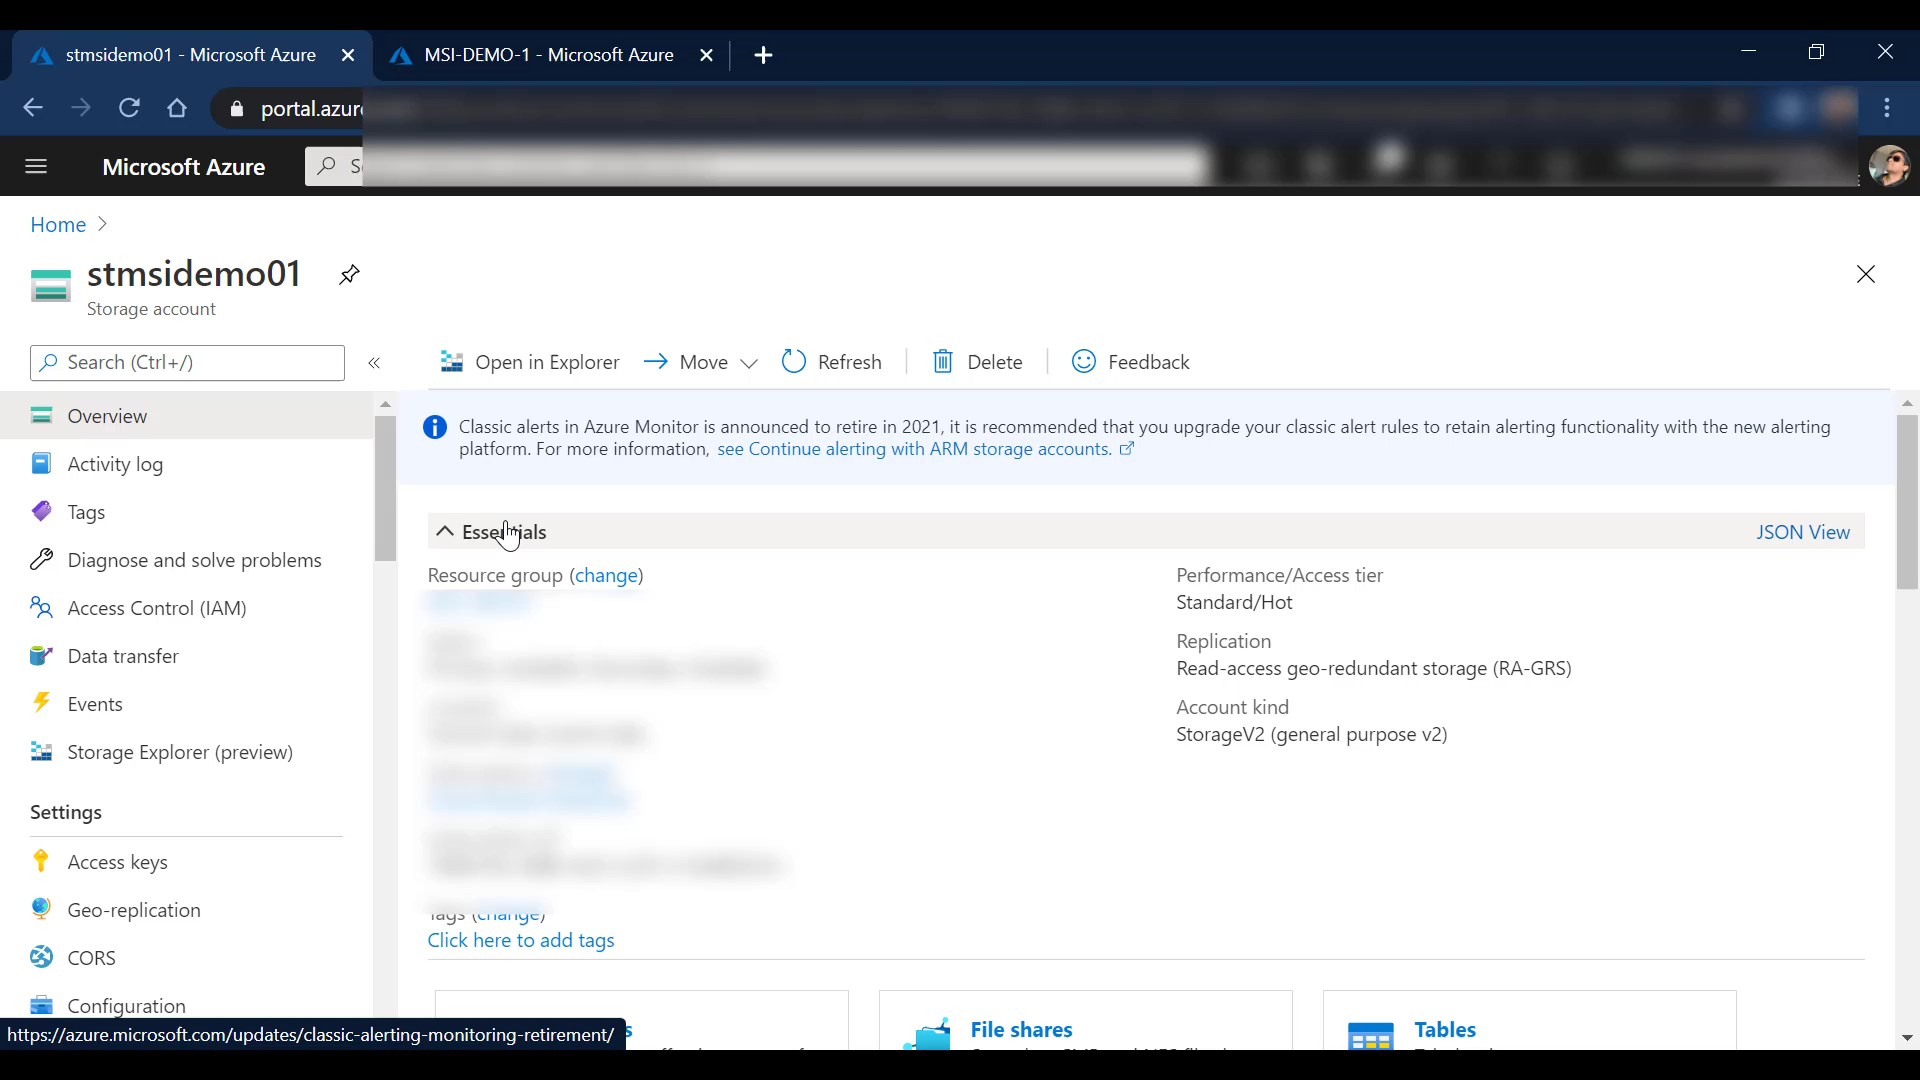 stmsidemo01 - Microsoft Azure
MSI-DEMO-1 - Microsoft Azure
Microsoft Azure
Home
stmsidemo01
Storage account
Search (Ctrl+/)
Open in Explorer
Move
Refresh
Delete
Feedback
Overview
Activity log
Tags
Diagnose and solve problems
Access Control (IAM)
Data transfer
Events
Storage Explorer (preview)
Settings
Access keys
Geo-replication
CORS
Configuration
https://azure.microsoft.com/updates/classic-alerting-monitoring-retirement/
Classic alerts in Azure Monitor is announced to retire in 2021, it is recommended that you upgrade your classic alert rules to retain alerting functionality with the new alerting
platform. For more information, see Continue alerting with ARM storage accounts.
Essentials
JSON View
Resource group (change)
Tags (change)
Click here to add tags
Performance/Access tier
Standard/Hot
Replication
Read-access geo-redundant storage (RA-GRS)
Account kind
StorageV2 (general purpose v2)
File shares
Tables